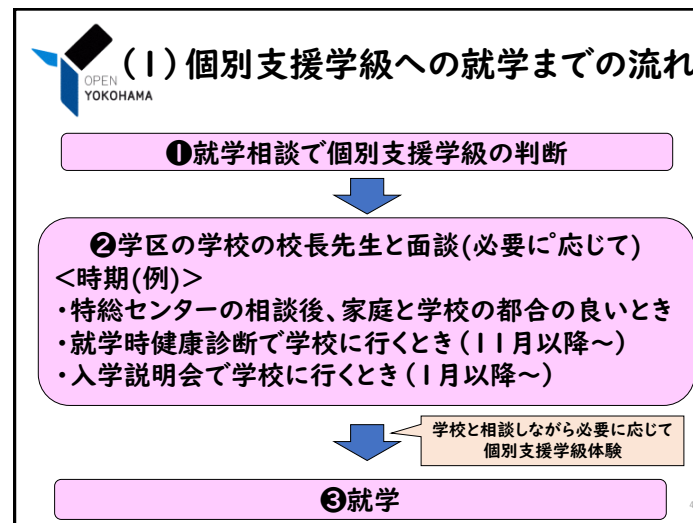 (1)個別支援学級への就学までの流れ
OPEN
YOKOHAMA
❶就学相談で個別支援学級の判断
❷学区の学校の校長先生と面談(必要に゜応じて)
<時期(例)>
・特総センターの相談後、家庭と学校の都合の良いとき
・就学時健康診断で学校に行くとき(11月以降~)
・入学説明会で学校に行くとき(1月以降~)
学校と相談しながら必要に応じて
個別支援学級体験
❸就学
4